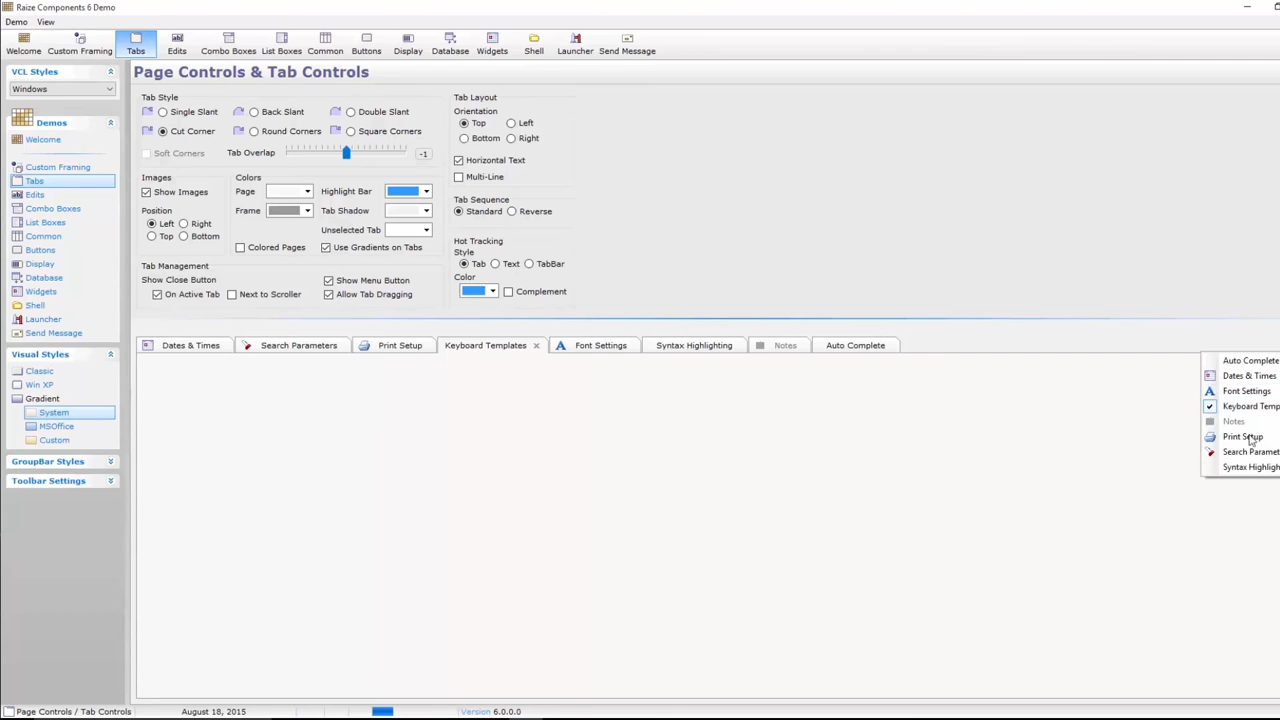 Raize Components 6 Demo
Demo View
Welcome Custom Framing Tabs Edits Combo Boxes List Boxes Common Buttons Display Database Widgets Shell Launcher Send Message
VCL Styles
Windows
Demos
Welcome
Custom Framing
Tabs
Edits
Combo Boxes
List Boxes
Common
Buttons
Display
Database
Widgets
Shell
Launcher
Send Message
Visual Styles
Classic
Win XP
Gradient
System
MSOffice
Custom
GroupBar Styles
Toolbar Settings
Page Controls & Tab Controls
Tab Style
Single Slant Back Slant Double Slant
Cut Corner Round Corners Square Corners
Soft Corners Tab Overlap -1
Images
Show Images
Position
Left Right
Top Bottom
Colors
Page Highlight Bar
Frame Tab Shadow
Unselected Tab
Colored Pages Use Gradients on Tabs
Tab Management
Show Close Button Show Menu Button
On Active Tab Next to Scroller Allow Tab Dragging
Tab Layout
Orientation
Top Left
Bottom Right
Horizontal Text
Multi-Line
Tab Sequence
Standard Reverse
Hot Tracking
Style
Tab Text TabBar
Color
Complement
Dates & Times Search Parameters Print Setup Keyboard Templates Font Settings Syntax Highlighting Notes Auto Complete
Auto Complete
Dates & Times
Font Settings
Keyboard Temp
Notes
Print Setup
Search Paramet
Syntax Highligh
Page Controls / Tab Controls August 18, 2015 Version 6.0.0.0